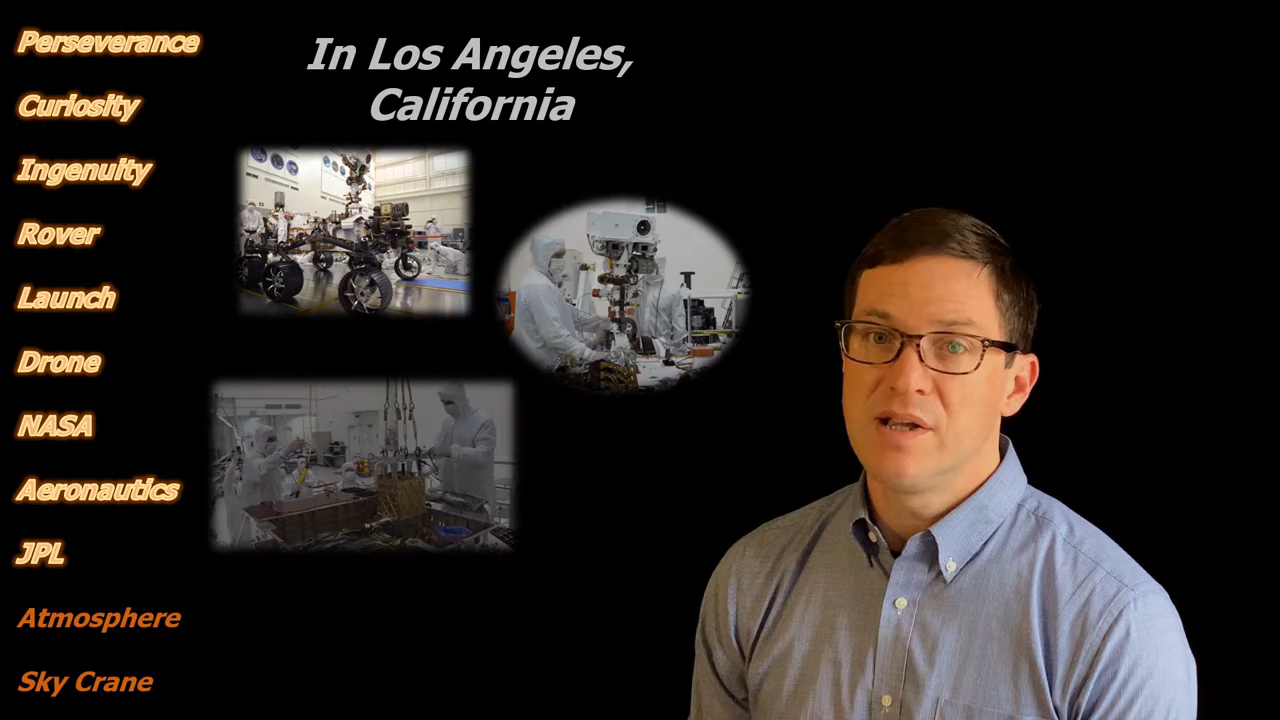 Perseverance
Curiosity
Ingenuity
Rover
Launch
Drone
NASA
Aeronautics
JPL
Atmosphere
Sky Crane
In Los Angeles,
California